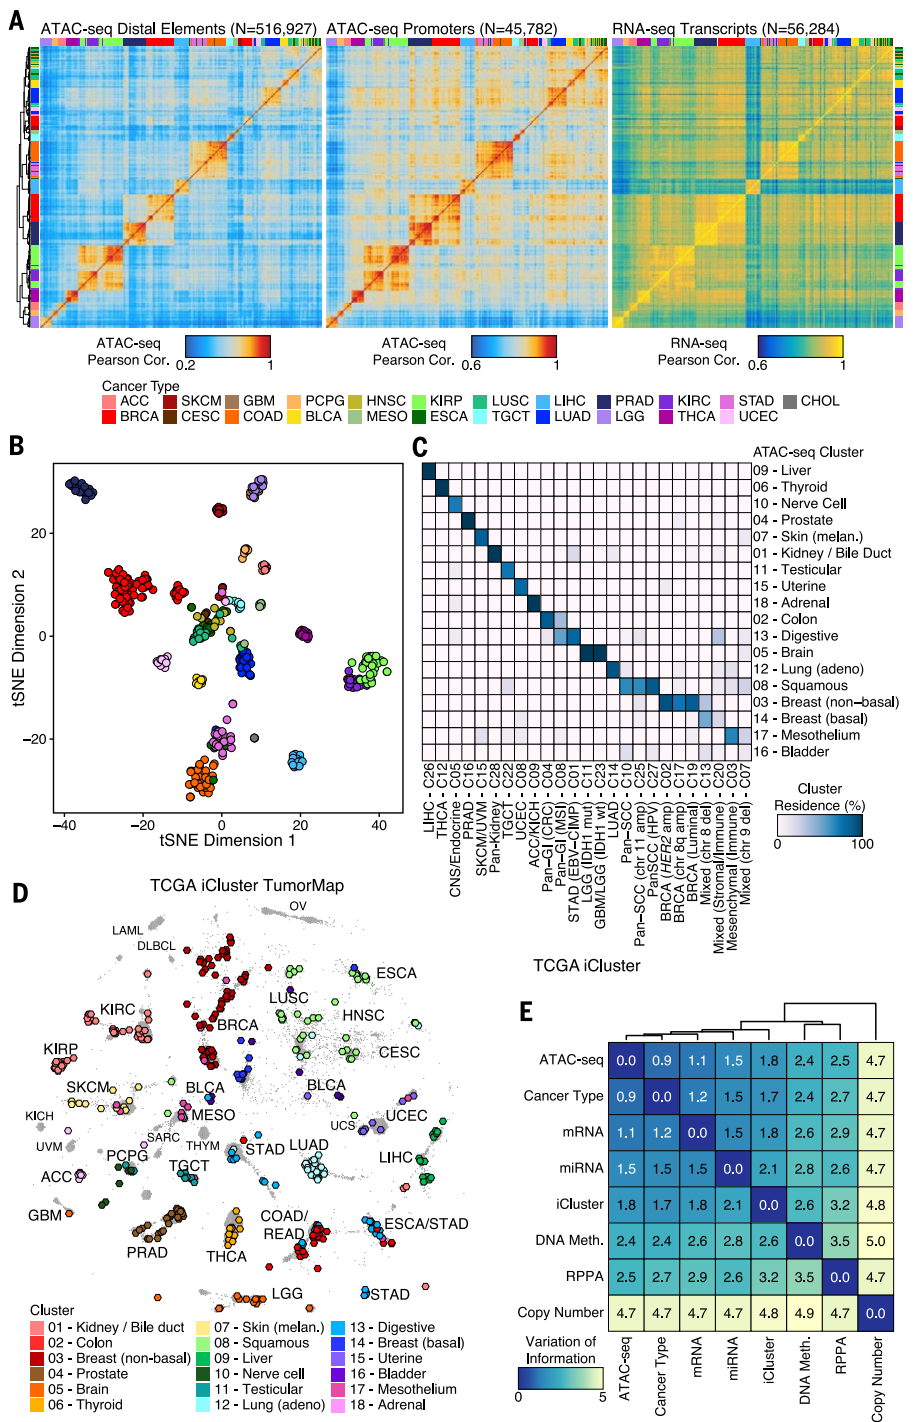 A
ATAC-seq Distal Elements (N=516,927)
ATAC-seq Promoters (N=45,782)
RNA-seq Transcripts (N=56,284)
ATAC-seq
Pearson Cor.
0.2
1
ATAC-seq
Pearson Cor.
0.6
1
RNA-seq
Pearson Cor.
0.6
1
Cancer Type
ACC SKCM GBM PCPG HNSC KIRP LUSC LIHC PRAD KIRC STAD CHOL
BRCA CESC COAD BLCA MESO ESCA TGCT LUAD LGG THCA UCEC
B
tSNE Dimension 2
20
0
−20
−40
−20
0
20
40
tSNE Dimension 1
C
ATAC-seq Cluster
09 - Liver
06 - Thyroid
10 - Nerve Cell
04 - Prostate
07 - Skin (melan.)
01 - Kidney / Bile Duct
11 - Testicular
15 - Uterine
18 - Adrenal
02 - Colon
13 - Digestive
05 - Brain
12 - Lung (adeno)
08 - Squamous
03 - Breast (non-basal)
14 - Breast (basal)
17 - Mesothelium
16 - Bladder
LIHC - C26
THCA - C12
CNS/Endocrine - C05
PRAD - C16
SKCM/UVM - C15
Pan-Kidney - C28
TGCT - C22
UCEC - C08
ACC/KICH - C09
Pan−GI (CRC) - C04
Pan−GI (MSI) - C08
STAD (EBV−CIMP) - C01
LGG (IDH1 mut) - C11
GBM/LGG (IDH1 wt) - C23
LUAD - C14
Pan−SCC - C10
Pan−SCC (chr 11 amp) - C25
PanSCC (HPV) - C27
BRCA (HER2 amp) - C02
BRCA (chr 8q amp) - C17
BRCA (Luminal) - C19
Mixed (chr 8 del) - C13
Mixed (Stromal/Immune) - C20
Mesenchymal (Immune) - C03
Mixed (chr 9 del) - C07
TCGA iCluster
Cluster
Residence (%)
0
100
D
TCGA iCluster TumorMap
OV
LAML
DLBCL
ESCA
LUSC
KIRC
HNSC
BRCA
CESC
KIRP
SKCM
BLCA
BLCA
MESO
UCEC
KICH
UCS
SARC
UVM
THYM
STAD
LUAD
PCPG
LIHC
TGCT
ACC
GBM
COAD/
READ
ESCA/STAD
PRAD
THCA
LGG
STAD
Cluster
01 - Kidney / Bile duct
02 - Colon
03 - Breast (non-basal)
04 - Prostate
05 - Brain
06 - Thyroid
07 - Skin (melan.)
08 - Squamous
09 - Liver
10 - Nerve cell
11 - Testicular
12 - Lung (adeno)
13 - Digestive
14 - Breast (basal)
15 - Uterine
16 - Bladder
17 - Mesothelium
18 - Adrenal
E
ATAC-seq 0.0 0.9 1.1 1.5 1.8 2.4 2.5 4.7
Cancer Type 0.9 0.0 1.2 1.5 1.7 2.4 2.7 4.7
mRNA 1.1 1.2 0.0 1.5 1.8 2.6 2.9 4.7
miRNA 1.5 1.5 1.5 0.0 2.1 2.8 2.6 4.7
iCluster 1.8 1.7 1.8 2.1 0.0 2.6 3.2 4.8
DNA Meth. 2.4 2.4 2.6 2.8 2.6 0.0 3.5 5.0
RPPA 2.5 2.7 2.9 2.6 3.2 3.5 0.0 4.7
Copy Number 4.7 4.7 4.7 4.7 4.8 4.9 4.7 0.0
Variation of
Information
0
5
ATAC-seq
Cancer Type
mRNA
miRNA
iCluster
DNA Meth.
RPPA
Copy Number